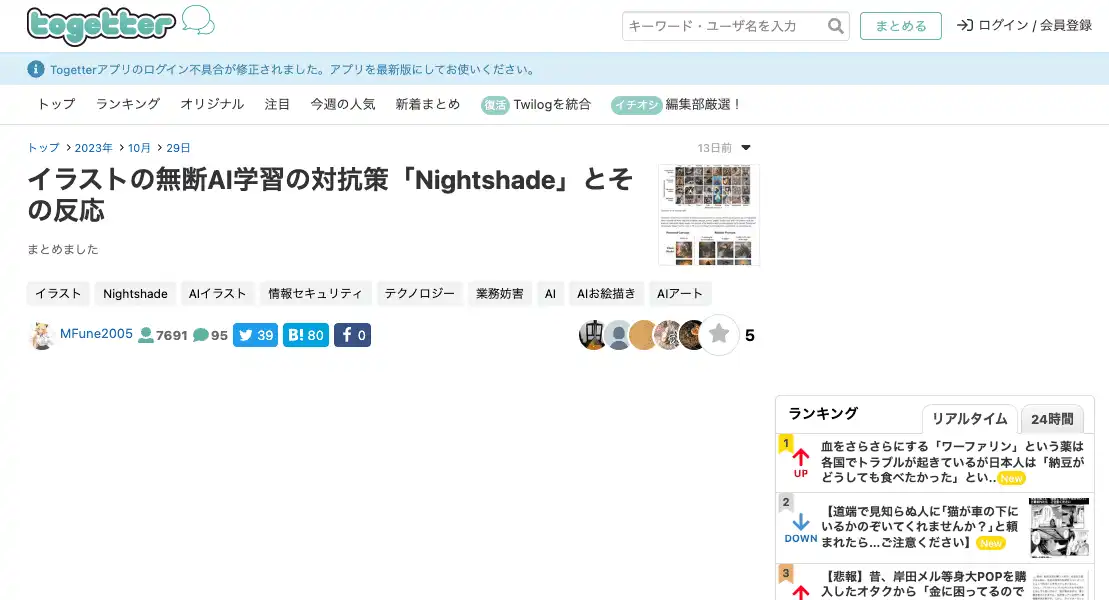 togetter
キーワード・ユーザ名を入力
まとめる
ログイン / 会員登録
Togetterアプリのログイン不具合が修正されました。アプリを最新版にしてお使いください。
トップ ランキング オリジナル 注目 今週の人気 新着まとめ 復活 Twilogを統合 イチオシ 編集部厳選！
トップ 2023年 10月 29日
13日前
イラストの無断AI学習の対抗策「Nightshade」とそ
の反応
まとめました
イラスト Nightshade AIイラスト 情報セキュリティ テクノロジー 業務妨害 AI AIお絵描き AIアート
MFune2005 7691 95 39 B! 80 f 0
5
ランキング
リアルタイム
24時間
1
UP
血をさらさらにする「ワーファリン」という薬は
各国でトラブルが起きているが日本人は「納豆が
どうしても食べたかった」とい.. New
2
DOWN
【道端で見知らぬ人に｢猫が車の下に
いるかのぞいてくれませんか？｣と頼
まれたら...ご注意ください】 New
3
【悲報】昔、岸田メル等身大POPを購
入したオタクから「金に困ってるので